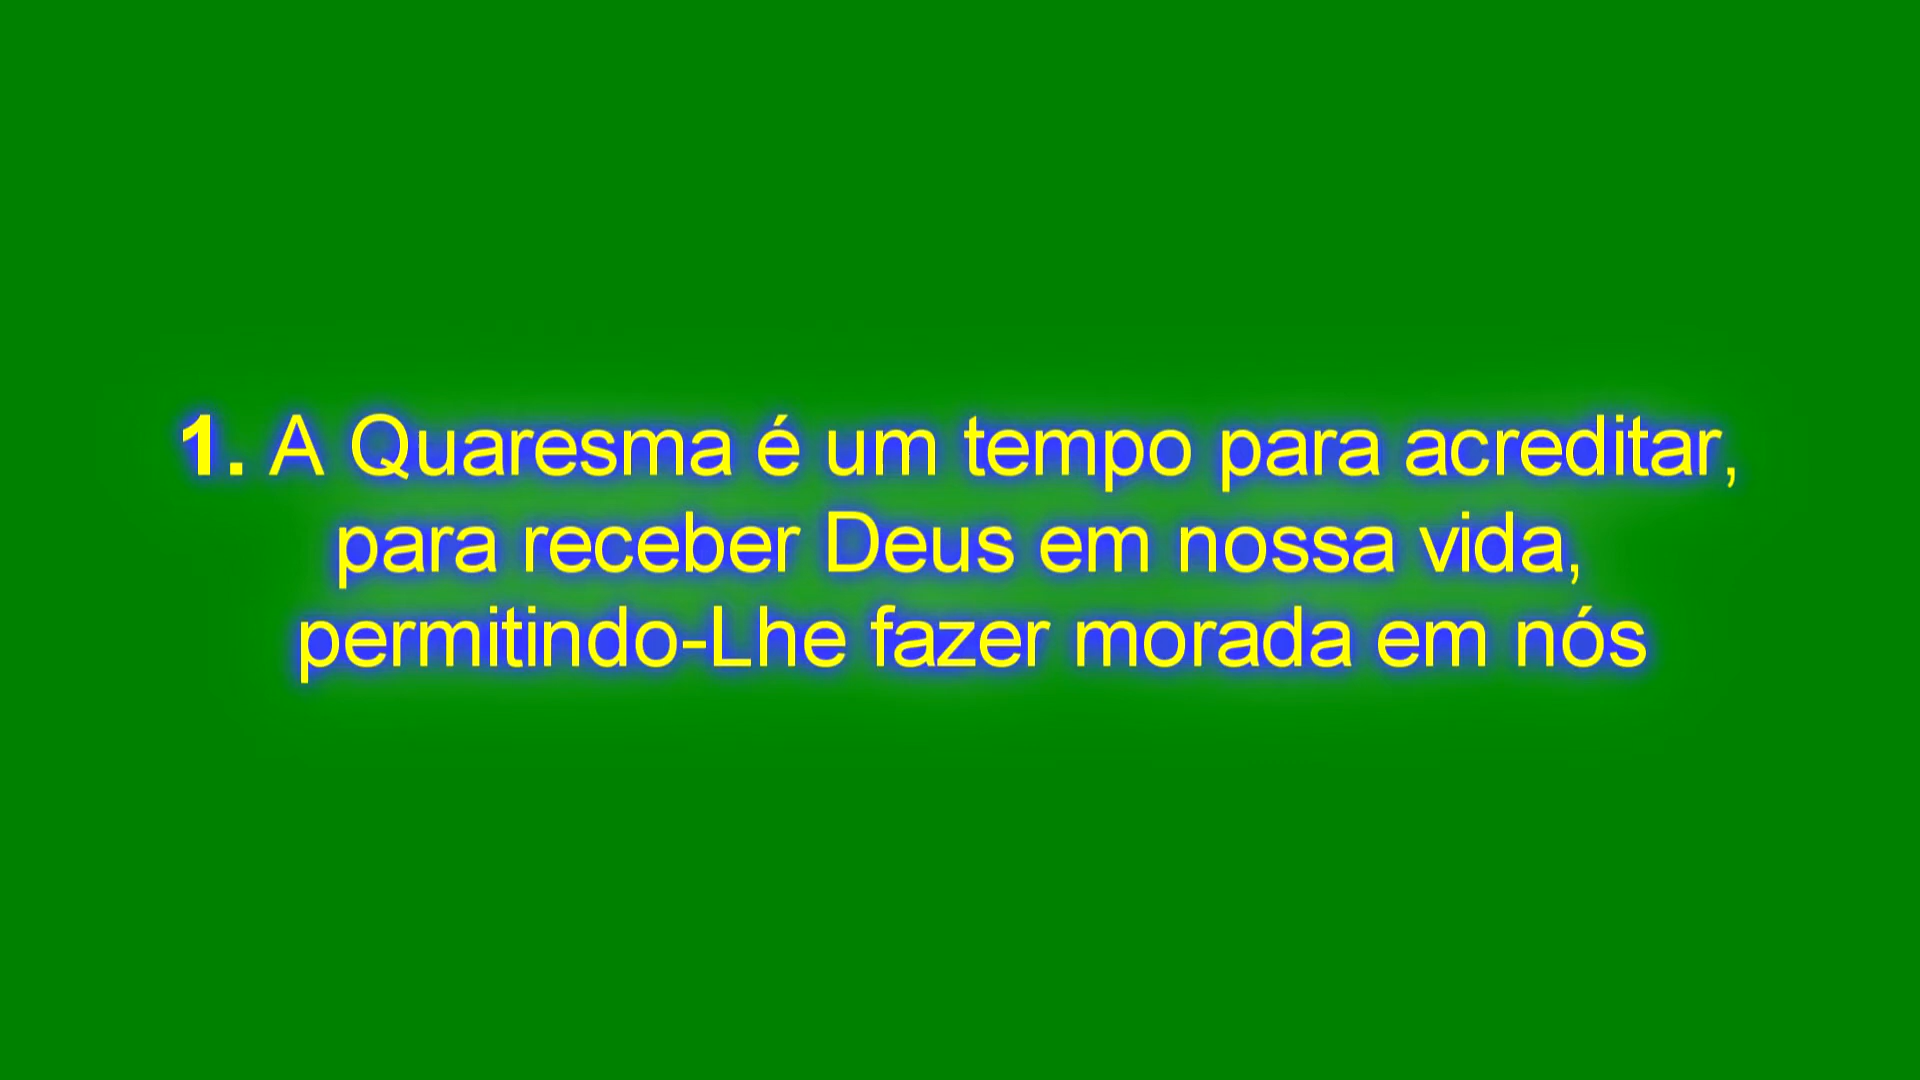 1. A Quaresma é um tempo para acreditar,
para receber Deus em nossa vida,
permitindo-Lhe fazer morada em nós